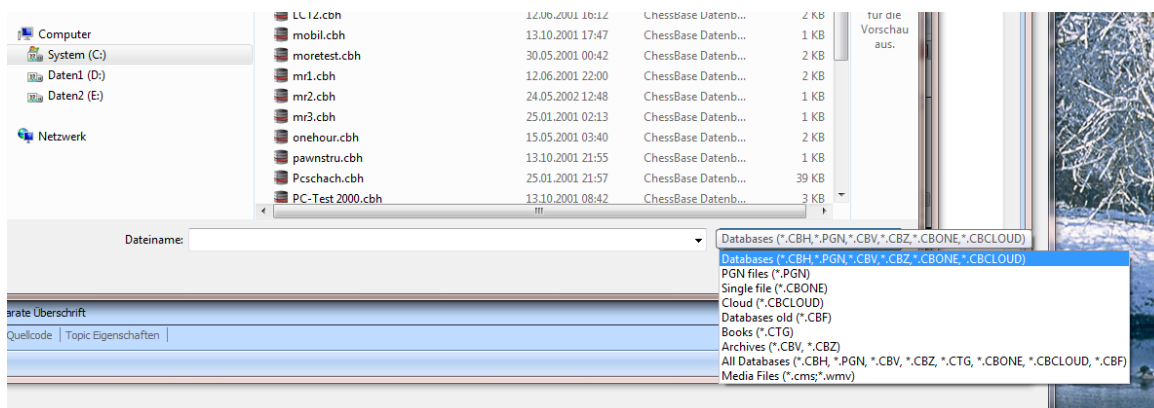 LCT2.cbh 12.06.2001 16:12 ChessBase Datenb... 2 KB für die
Computer mobil.cbh 13.10.2001 17:47 ChessBase Datenb... 1 KB Vorschau
System (C:) moretest.cbh 30.05.2001 00:42 ChessBase Datenb... 2 KB aus.
Daten1 (D:) mr1.cbh 12.06.2001 22:00 ChessBase Datenb... 2 KB
Daten2 (E:) mr2.cbh 24.05.2002 12:48 ChessBase Datenb... 1 KB
mr3.cbh 25.01.2001 02:13 ChessBase Datenb... 1 KB
Netzwerk onehour.cbh 15.05.2001 03:40 ChessBase Datenb... 2 KB
pawnstru.cbh 13.10.2001 21:55 ChessBase Datenb... 1 KB
Pcschach.cbh 25.01.2001 21:57 ChessBase Datenb... 39 KB
PC-Test 2000.cbh 13.10.2001 08:42 ChessBase Datenb... 3 KB
Dateiname: Databases (*.CBH,*.PGN,*.CBV,*.CBZ,*.CBONE,*.CBCLOUD)
Databases (*.CBH,*.PGN,*.CBV,*.CBZ,*.CBONE,*.CBCLOUD)
PGN files (*.PGN)
Single file (*.CBONE)
Cloud (*.CBCLOUD)
Databases old (*.CBF)
Books (*.CTG)
Archives (*.CBV, *.CBZ)
All Databases (*.CBH, *.PGN, *.CBV, *.CBZ, *.CTG, *.CBONE, *.CBCLOUD, *.CBF)
Media Files (*.cms;*.wmv)
arate Überschrift
Quellcode | Topic Eigenschaften |